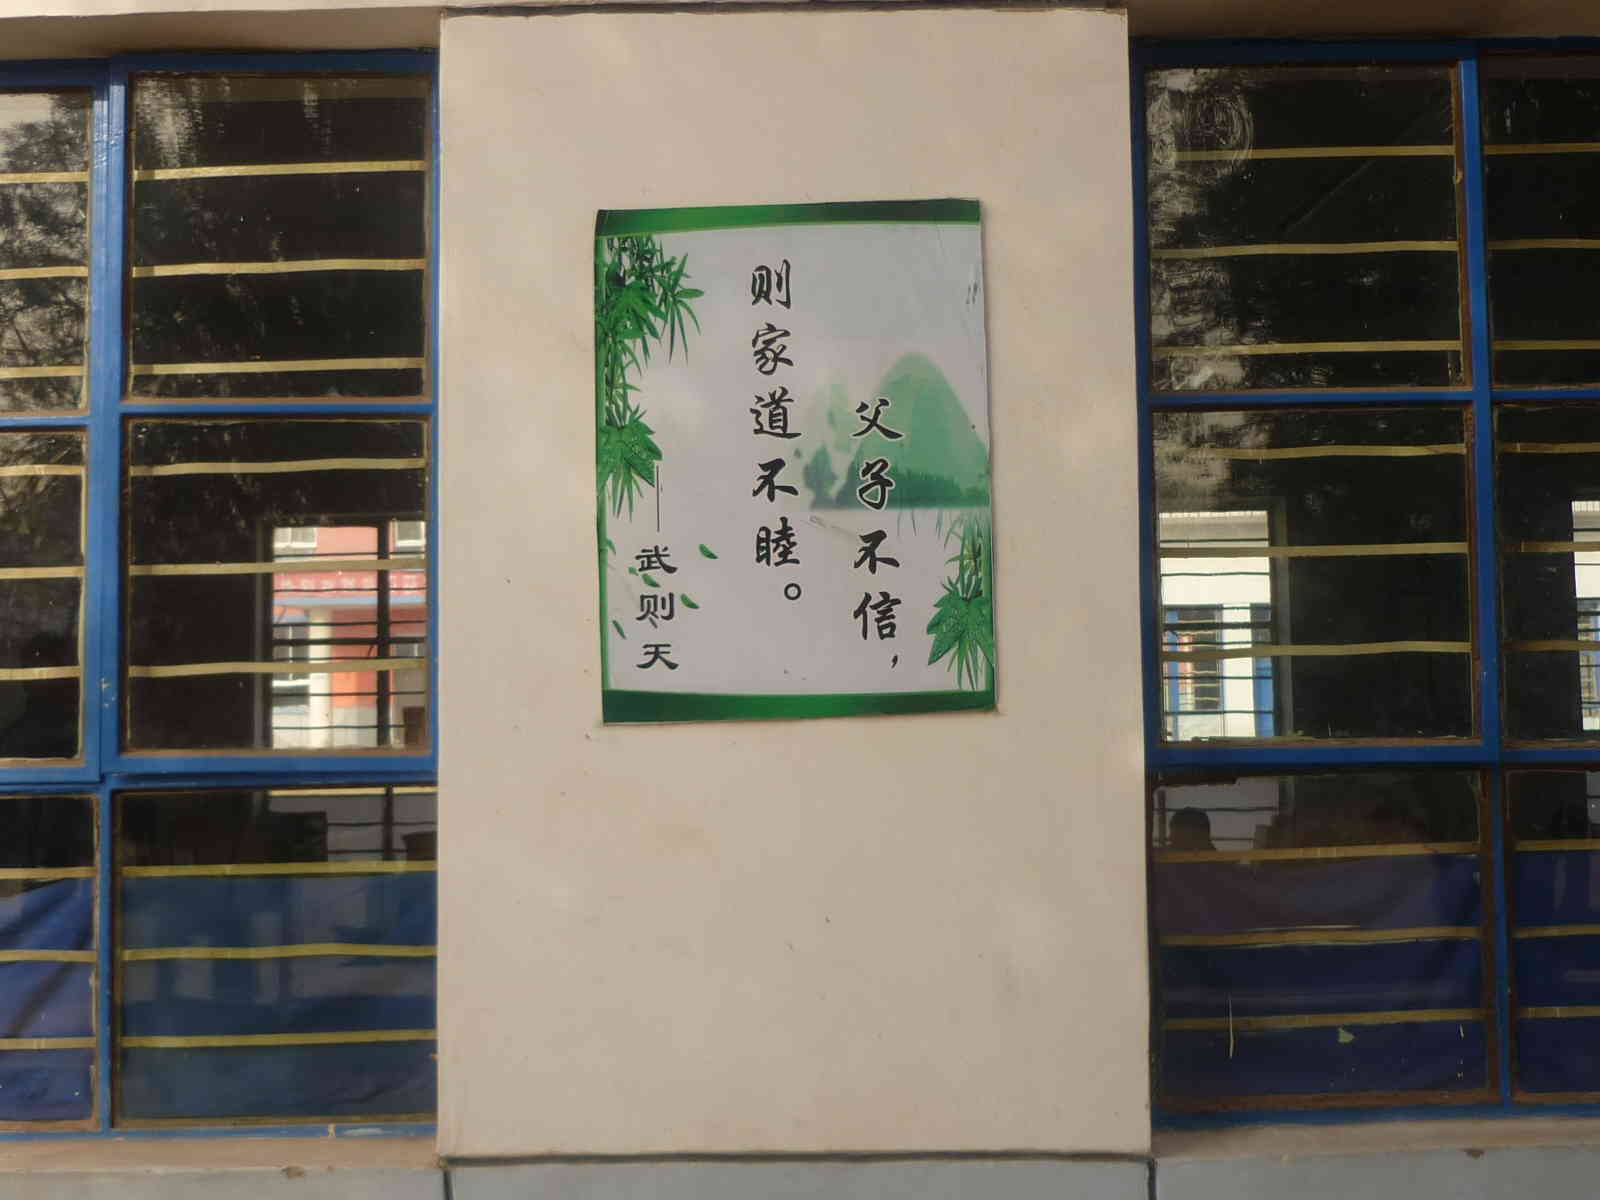 父子不信，
则家道不睦。
——武则天